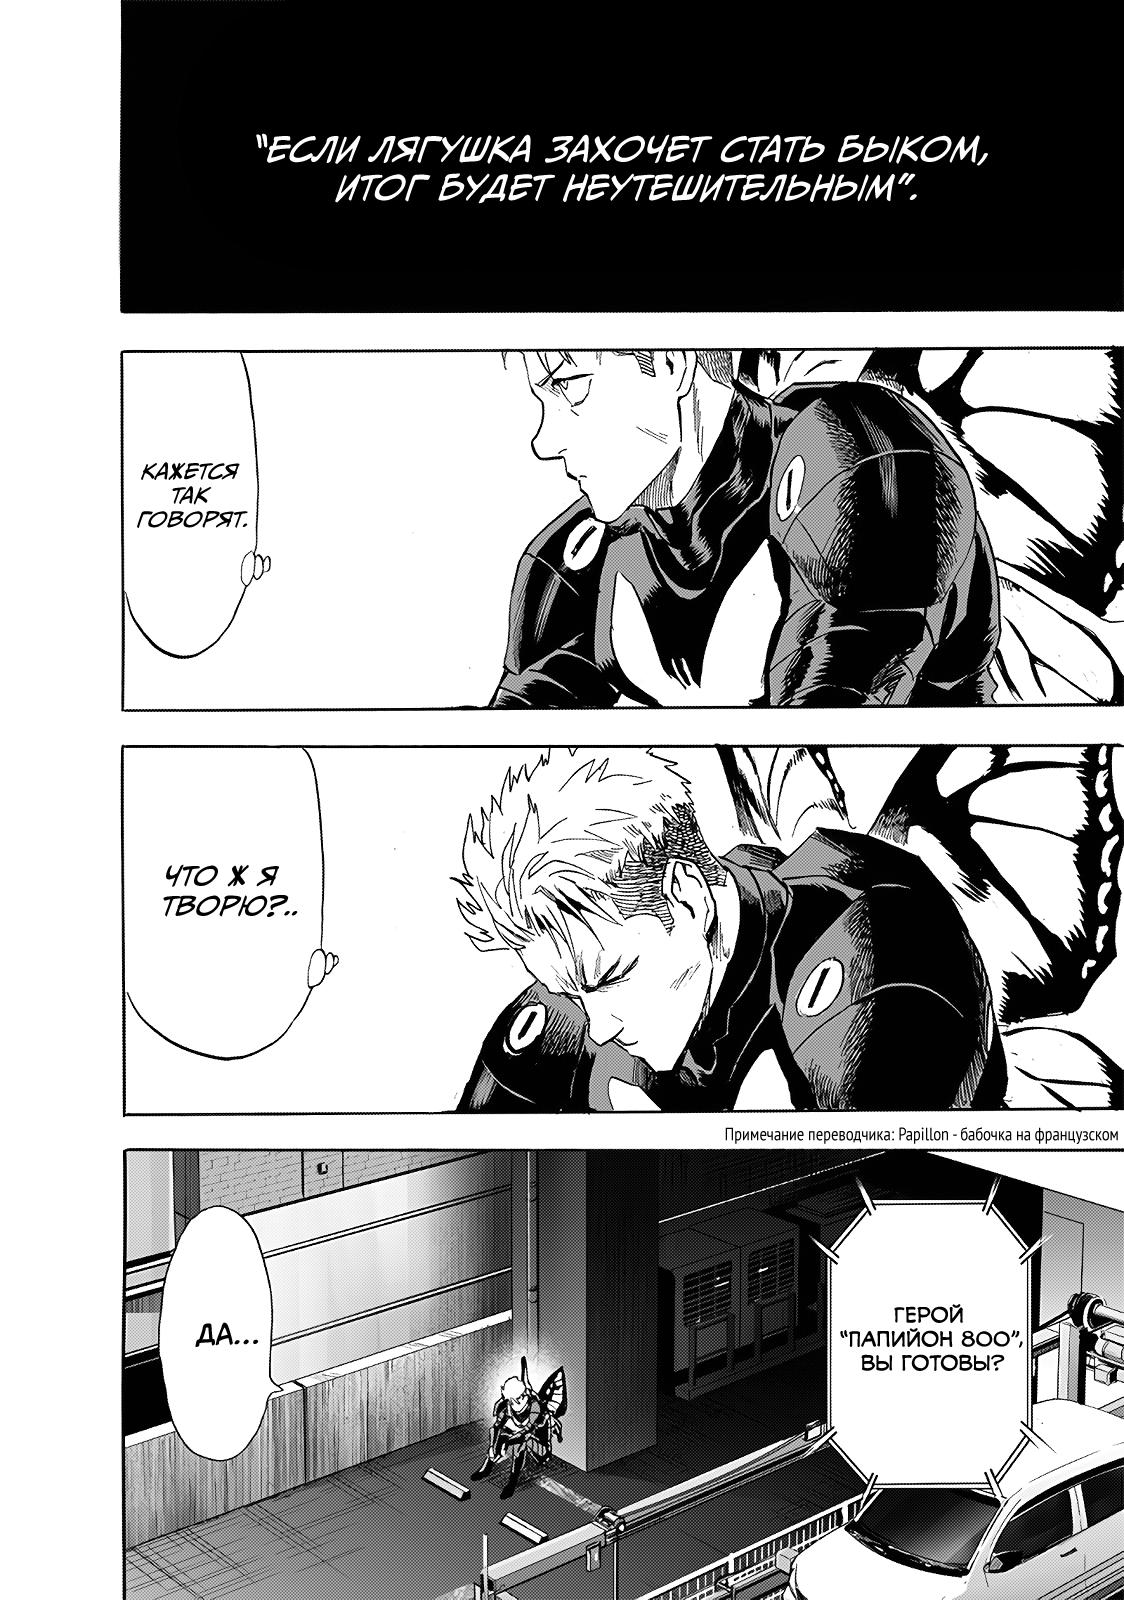 "ЕСЛИ ЛЯГУШКА ЗАХОЧЕТ СТАТЬ БЫКОМ,
ИТОГ БУДЕТ НЕУТЕШИТЕЛЬНЫМ".
КАЖЕТСЯ
ТАК
ГОВОРЯТ.
ЧТО Ж Я
ТВОРЮ?..
Примечание переводчика: Papillon - бабочка на французском
ГЕРОЙ
"ПАПИЙОН 800",
ВЫ ГОТОВЫ?
ДА...